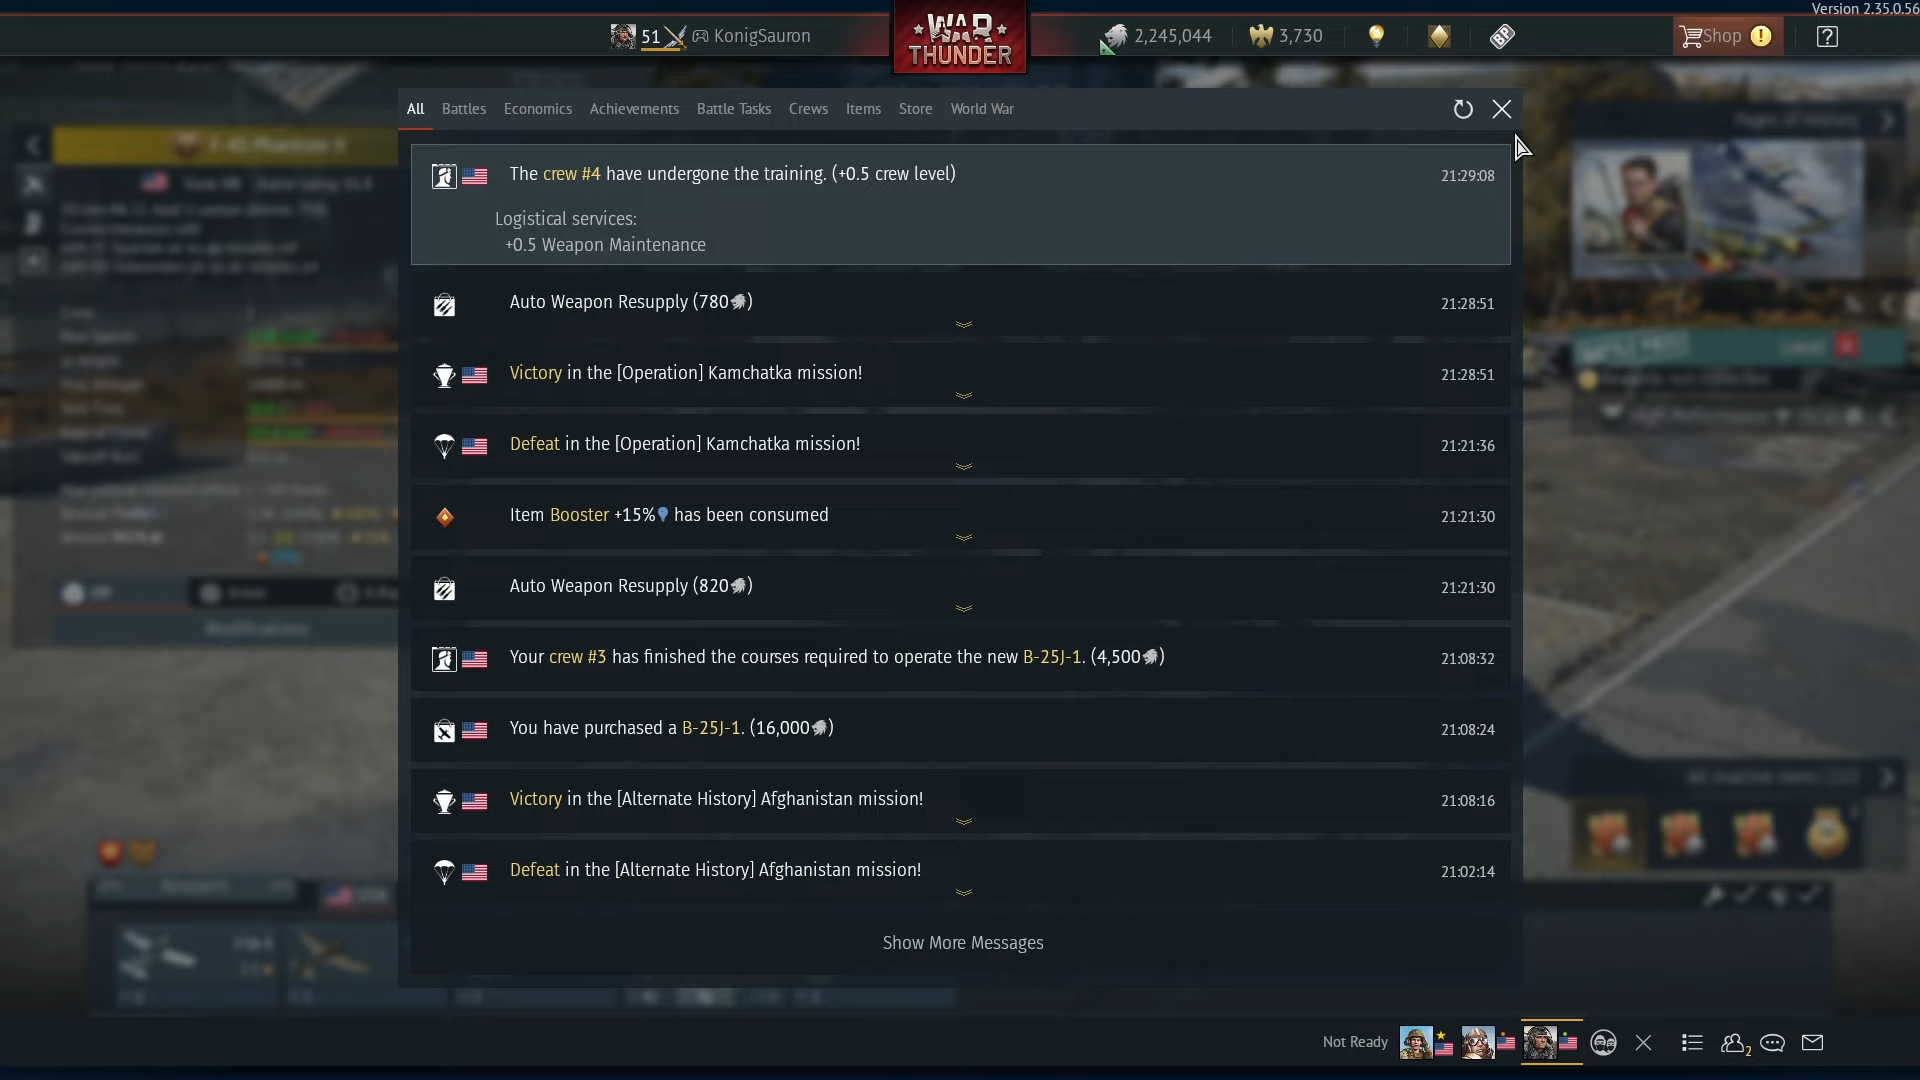 Version 2.35.0.56
51 KonigSauron
WAR THUNDER
2,245,044
3,730
BP
Shop
All Battles Economics Achievements Battle Tasks Crews Items Store World War
The crew #4 have undergone the training. (+0.5 crew level) 21:29:08
Logistical services:
+0.5 Weapon Maintenance
Auto Weapon Resupply (780) 21:28:51
Victory in the [Operation] Kamchatka mission! 21:28:51
Defeat in the [Operation] Kamchatka mission! 21:21:36
Item Booster +15% has been consumed 21:21:30
Auto Weapon Resupply (820) 21:21:30
Your crew #3 has finished the courses required to operate the new B-25J-1. (4,500) 21:08:32
You have purchased a B-25J-1. (16,000) 21:08:24
Victory in the [Alternate History] Afghanistan mission! 21:08:16
Defeat in the [Alternate History] Afghanistan mission! 21:02:14
Show More Messages
Modifications
Not Ready
2